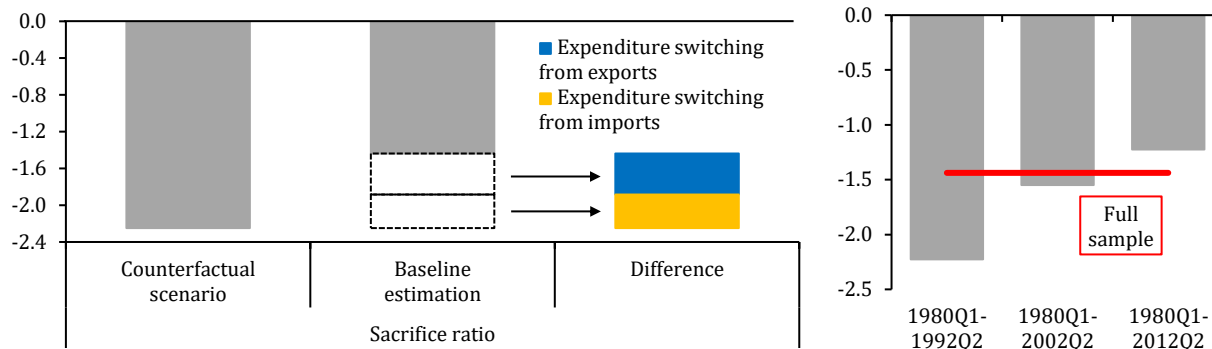 0.0
-0.4
-0.8
-1.2
-1.6
-2.0
-2.4
Expenditure switching
from exports
Expenditure switching
from imports
Counterfactual
scenario
Baseline
estimation
Difference
Sacrifice ratio
0.0
-0.5
-1.0
-1.5
-2.0
-2.5
Full
sample
1980Q1-
1992Q2
1980Q1-
2002Q2
1980Q1-
2012Q2